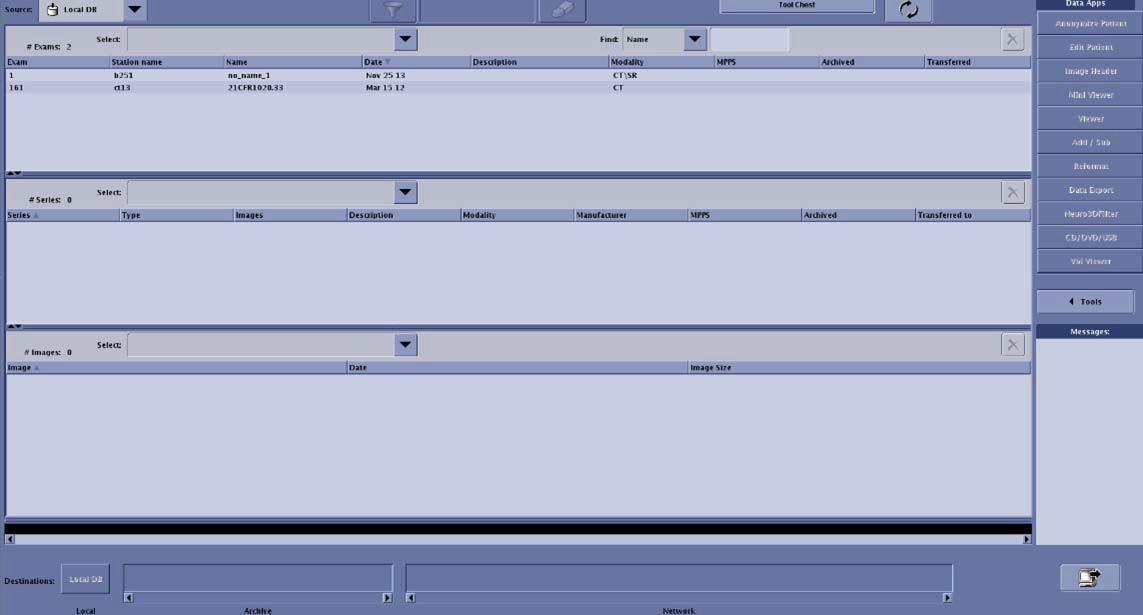 Source: Local DB
Tool Chest
Data Apps
# Exams: 2 Select: Find: Name
Exam Station name Name Date Description Modality MPPS Archived Transferred
1 b251 no_name_1 Nov 25 13 CT\SR
161 ct13 21CFR1020.33 Mar 15 12 CT
Anonymize Patient
Edit Patient
Image Header
Mini Viewer
Viewer
Add / Sub
Reformat
Data Export
Neuro3DFilter
CD/DVD/USB
Vol Viewer
# Series: 0 Select:
Series Type Images Description Modality Manufacturer MPPS Archived Transferred to
Tools
Messages:
# Images: 0 Select:
Image Date Image Size
Destinations: Local DB
Local Archive Network